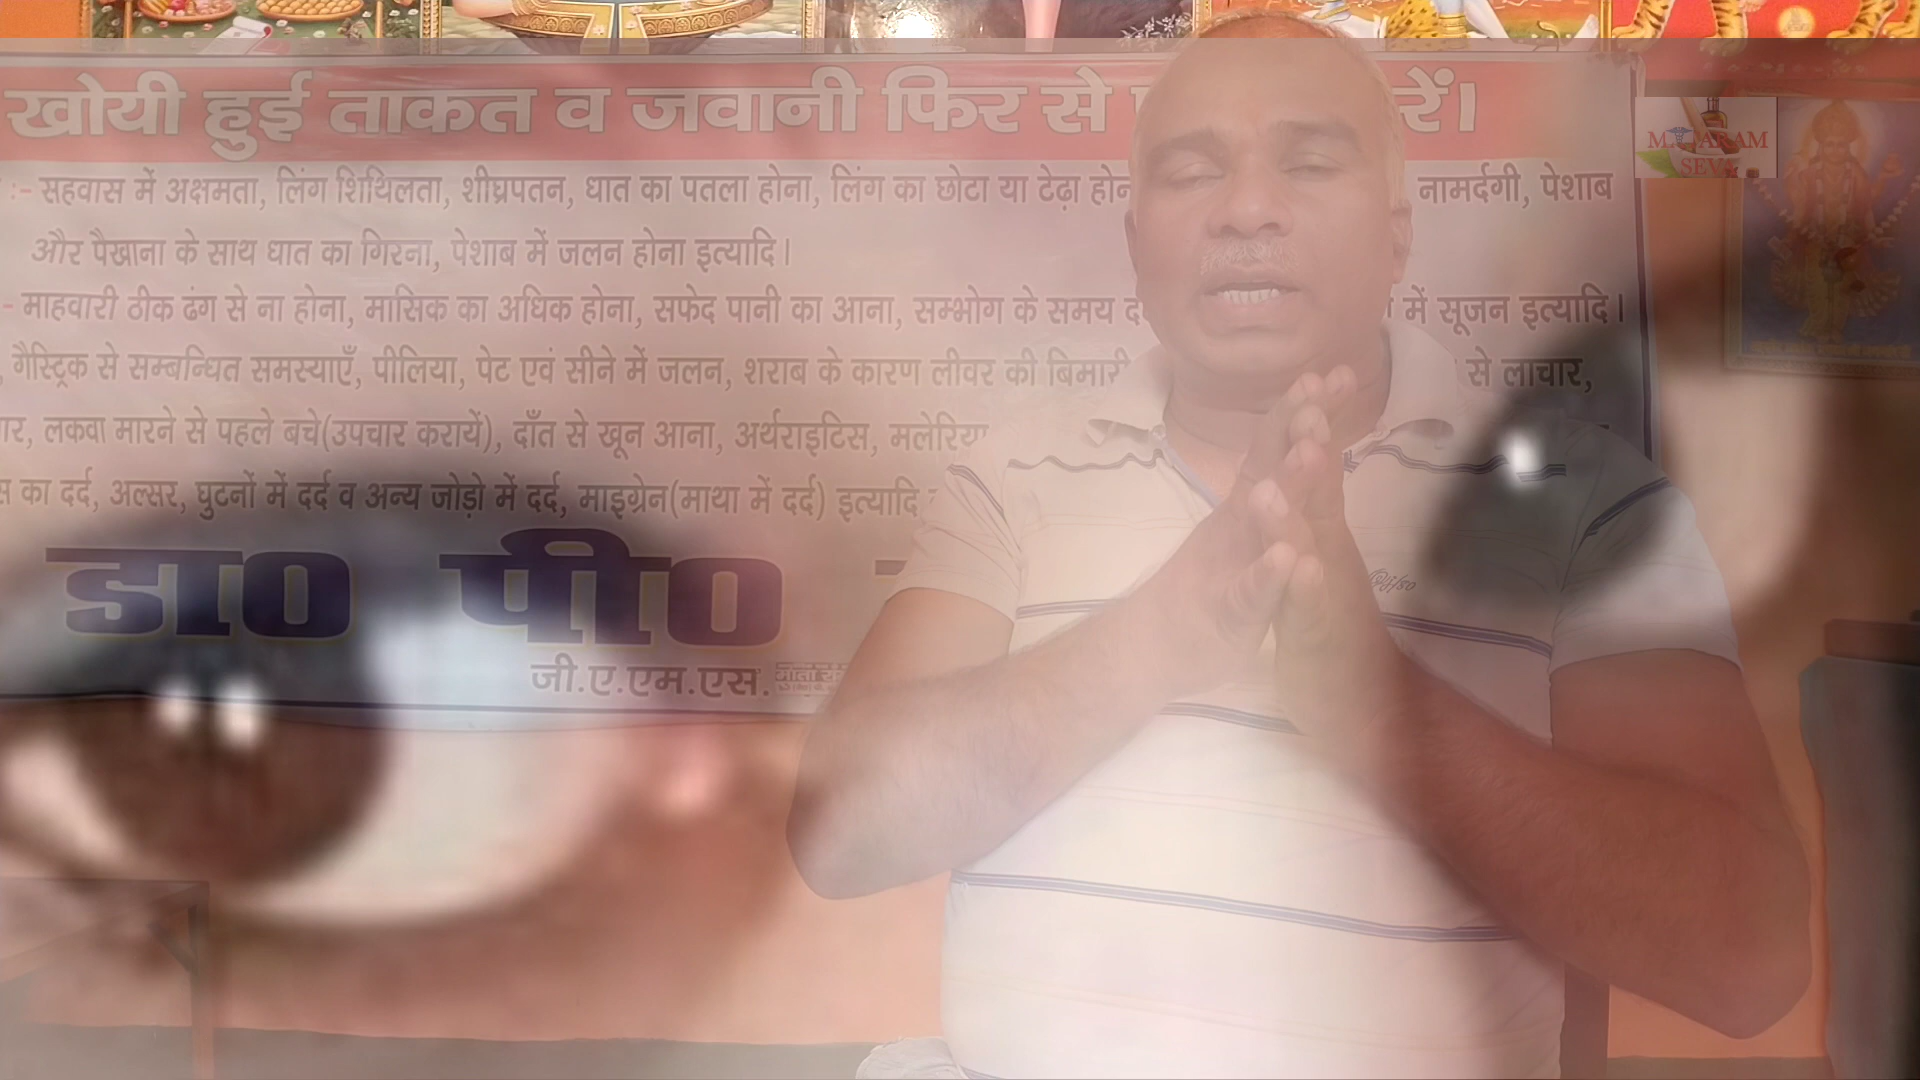 खोयी हुई ताकत व जवानी फिर से रें।
:- सहवास में अक्षमता, लिंग शिथिलता, शीघ्रपतन, धात का पतला होना, लिंग का छोटा या टेढ़ा होन नामर्दगी, पेशाब
और पैखाना के साथ धात का गिरना, पेशाब में जलन होना इत्यादि।
- माहवारी ठीक ढंग से ना होना, मासिक का अधिक होना, सफेद पानी का आना, सम्भोग के समय द में सूजन इत्यादि।
गैस्ट्रिक से सम्बन्धित समस्याएँ, पीलिया, पेट एवं सीने में जलन, शराब के कारण लीवर की बिमारी से लाचार,
लकवा मारने से पहले बचे(उपचार करायें), दाँत से खून आना, अर्थराइटिस, मलेरिया
का दर्द, अल्सर, घुटनों में दर्द व अन्य जोड़ो में दर्द, माइग्रेन(माथा में दर्द) इत्यादि
डा० पी०
जी.ए.एम.एस.
SEVA